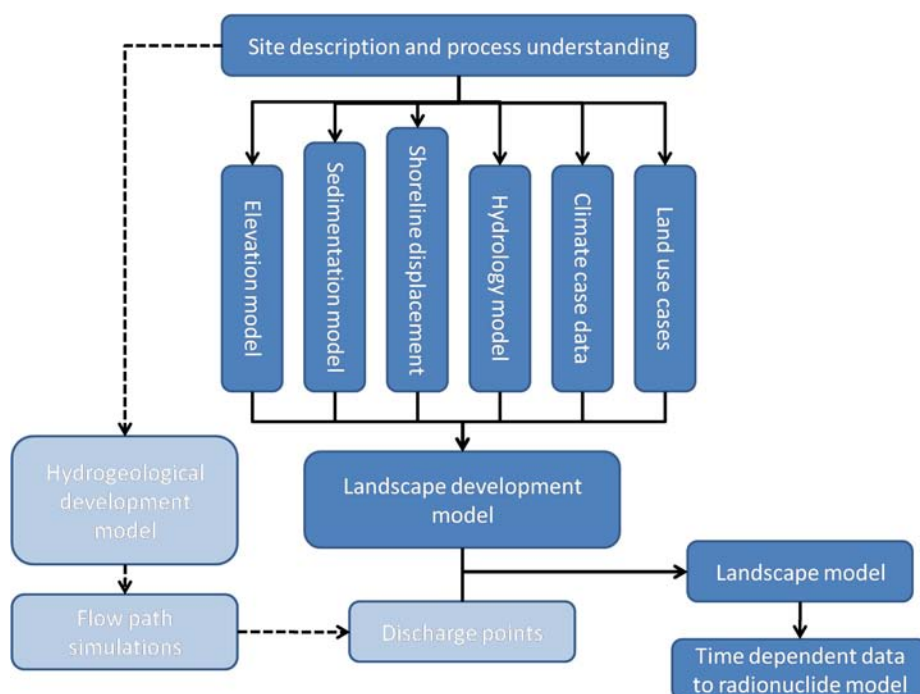 Site description and process understanding
Elevation model
Sedimentation model
Shoreline displacement
Hydrology model
Climate case data
Land use cases
Hydrogeological
development
model
Landscape development
model
Landscape model
Flow path
simulations
Discharge points
Time dependent data
to radionuclide model